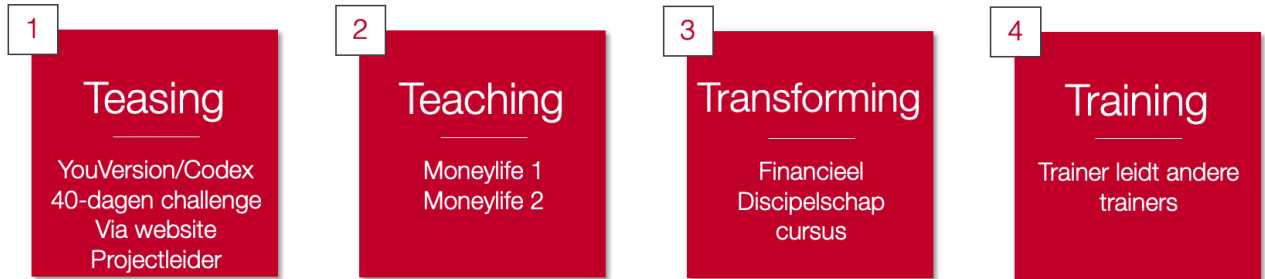 1
Teasing
YouVersion/Codex
40-dagen challenge
Via website
Projectleider
2
Teaching
Moneylife 1
Moneylife 2
3
Transforming
Financieel
Discipelschap
cursus
4
Training
Trainer leidt andere
trainers